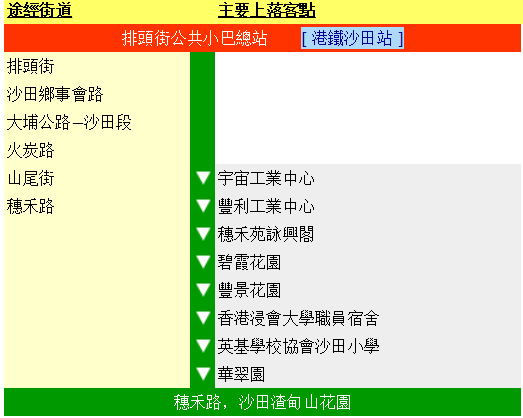 途經街道 主要上落客點
排頭街公共小巴總站 [ 港鐵沙田站 ]
排頭街
沙田鄉事會路
大埔公路－沙田段
火炭路
山尾街 宇宙工業中心
穗禾路 豐利工業中心
穗禾苑詠興閣
碧霞花園
豐景花園
香港浸會大學職員宿舍
英基學校協會沙田小學
華翠園
穗禾路，沙田渣甸山花園